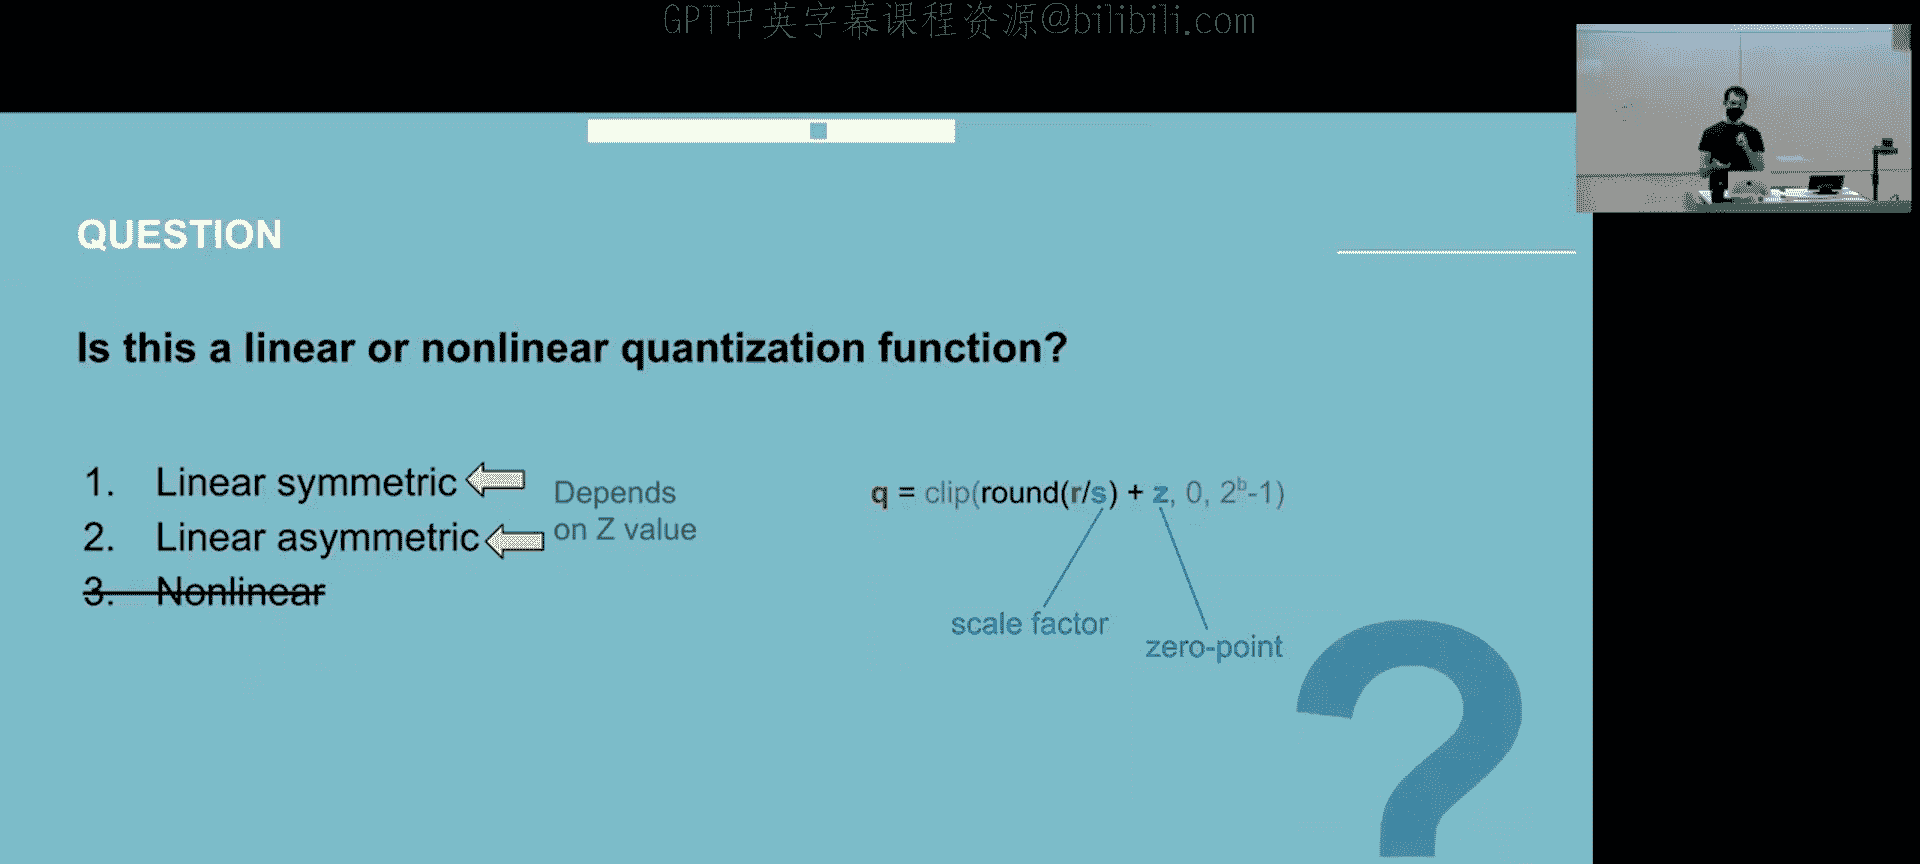 GPT中英字幕课程资源@bilibili.com
QUESTION
Is this a linear or nonlinear quantization function?
1. Linear symmetric
2. Linear asymmetric
3. Nonlinear
Depends
on Z value
q = clip(round(r/s) + z, 0, 2ᵇ-1)
scale factor
zero-point
?